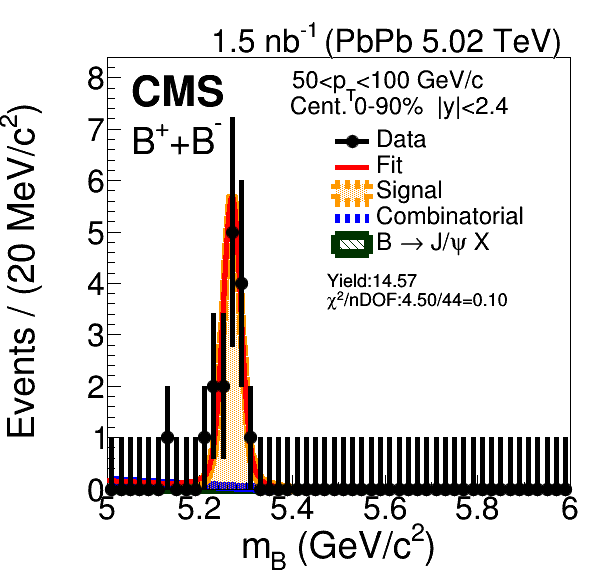 1.5 nb⁻¹ (PbPb 5.02 TeV)
CMS
B⁺+B⁻
50<p_T<100 GeV/c
Cent. 0-90% |y|<2.4
Data
Fit
Signal
Combinatorial
B → J/ψ X
Yield:14.57
χ²/nDOF:4.50/44=0.10
Events / (20 MeV/c²)
8
7
6
5
4
3
2
1
0
5 5.2 5.4 5.6 5.8 6
m_B (GeV/c²)